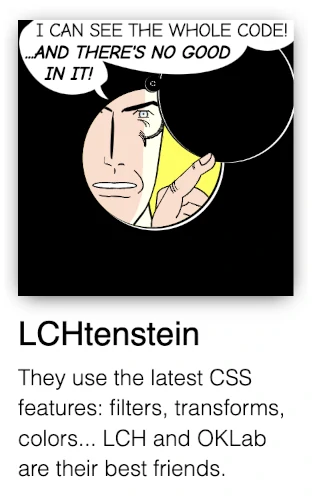 I CAN SEE THE WHOLE CODE!
...AND THERE'S NO GOOD
IN IT!
LCHtenstein
They use the latest CSS
features: filters, transforms,
colors... LCH and OKLab
are their best friends.